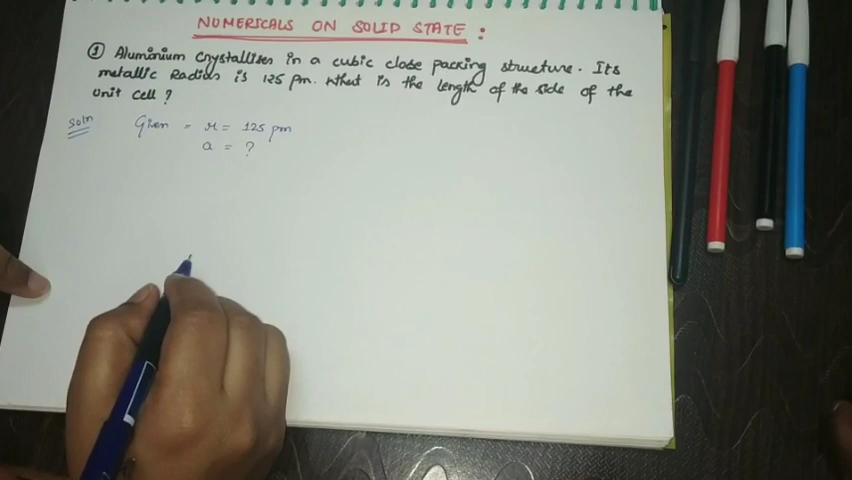 NUMERICALS ON SOLID STATE :
① Aluminium Crystallises in a cubic close packing structure. Its
metallic Radius is 125 pm. What is the length of the side of the
Unit cell ?
Soln Given = r = 125 pm
a = ?